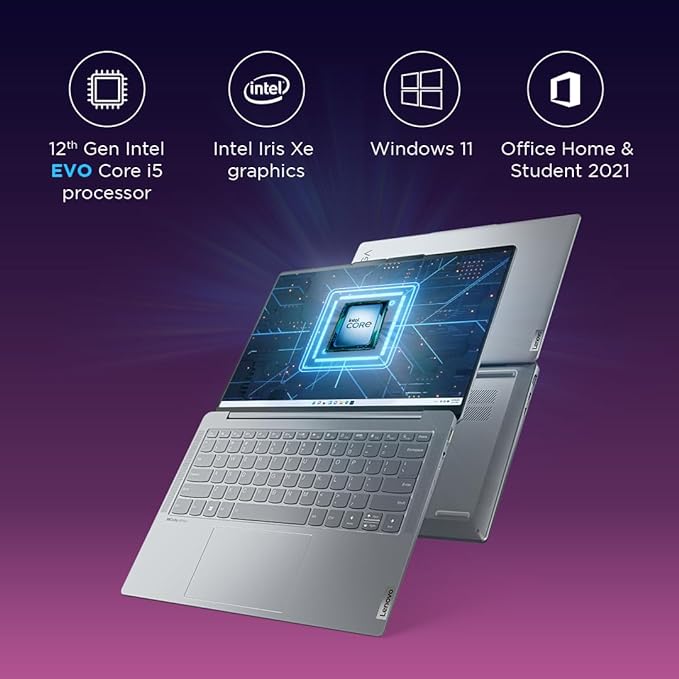 intel
12th Gen Intel
EVO Core i5
processor
Intel Iris Xe
graphics
Windows 11
Office Home &
Student 2021
intel
CORE
Lenovo
Lenovo